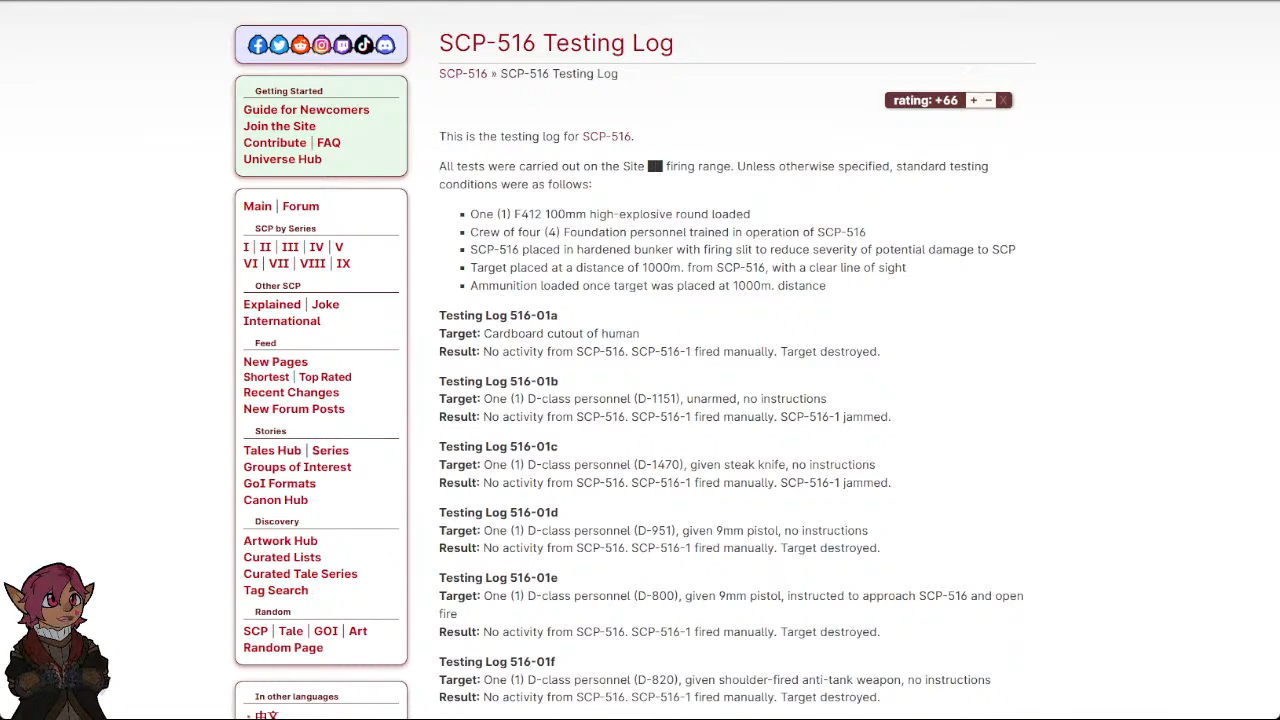 SCP-516 Testing Log
SCP-516 » SCP-516 Testing Log
rating: +66 + − X
Getting Started
Guide for Newcomers
Join the Site
Contribute | FAQ
Universe Hub
Main | Forum
SCP by Series
I | II | III | IV | V
VI | VII | VIII | IX
Other SCP
Explained | Joke
International
Feed
New Pages
Shortest | Top Rated
Recent Changes
New Forum Posts
Stories
Tales Hub | Series
Groups of Interest
GoI Formats
Canon Hub
Discovery
Artwork Hub
Curated Lists
Curated Tale Series
Tag Search
Random
SCP | Tale | GOI | Art
Random Page
In other languages
中文
This is the testing log for SCP-516.
All tests were carried out on the Site ██ firing range. Unless otherwise specified, standard testing
conditions were as follows:
One (1) F412 100mm high-explosive round loaded
Crew of four (4) Foundation personnel trained in operation of SCP-516
SCP-516 placed in hardened bunker with firing slit to reduce severity of potential damage to SCP
Target placed at a distance of 1000m. from SCP-516, with a clear line of sight
Ammunition loaded once target was placed at 1000m. distance
Testing Log 516-01a
Target: Cardboard cutout of human
Result: No activity from SCP-516. SCP-516-1 fired manually. Target destroyed.
Testing Log 516-01b
Target: One (1) D-class personnel (D-1151), unarmed, no instructions
Result: No activity from SCP-516. SCP-516-1 fired manually. SCP-516-1 jammed.
Testing Log 516-01c
Target: One (1) D-class personnel (D-1470), given steak knife, no instructions
Result: No activity from SCP-516. SCP-516-1 fired manually. SCP-516-1 jammed.
Testing Log 516-01d
Target: One (1) D-class personnel (D-951), given 9mm pistol, no instructions
Result: No activity from SCP-516. SCP-516-1 fired manually. Target destroyed.
Testing Log 516-01e
Target: One (1) D-class personnel (D-800), given 9mm pistol, instructed to approach SCP-516 and open
fire
Result: No activity from SCP-516. SCP-516-1 fired manually. Target destroyed.
Testing Log 516-01f
Target: One (1) D-class personnel (D-820), given shoulder-fired anti-tank weapon, no instructions
Result: No activity from SCP-516. SCP-516-1 fired manually. Target destroyed.